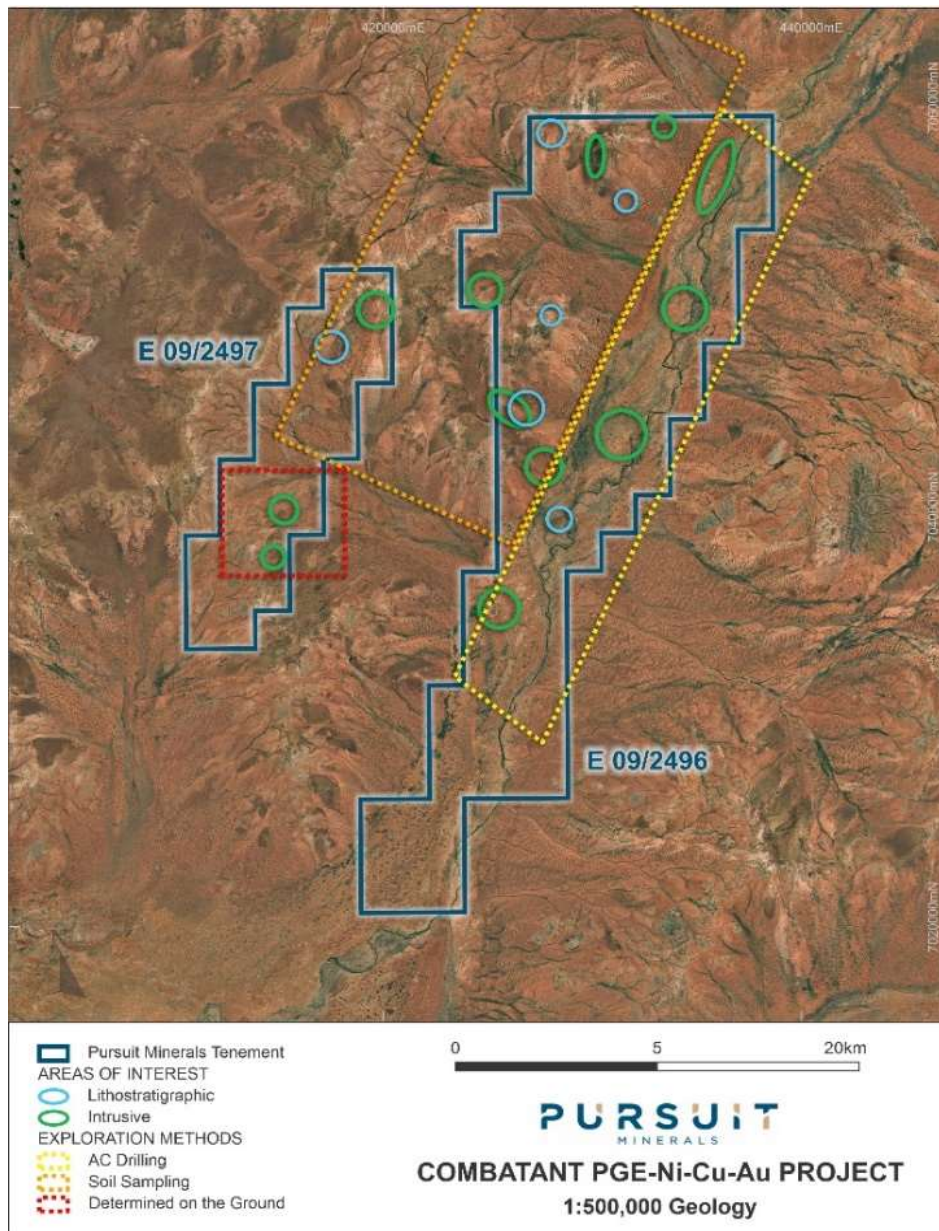 420000mE
440000mE
7060000mN
E 09/2497
7040000mN
E 09/2496
7020000mN
Pursuit Minerals Tenement
AREAS OF INTEREST
Lithostratigraphic
Intrusive
EXPLORATION METHODS
AC Drilling
Soil Sampling
Determined on the Ground
0 5 20km
PURSUIT
MINERALS
COMBATANT PGE-Ni-Cu-Au PROJECT
1:500,000 Geology